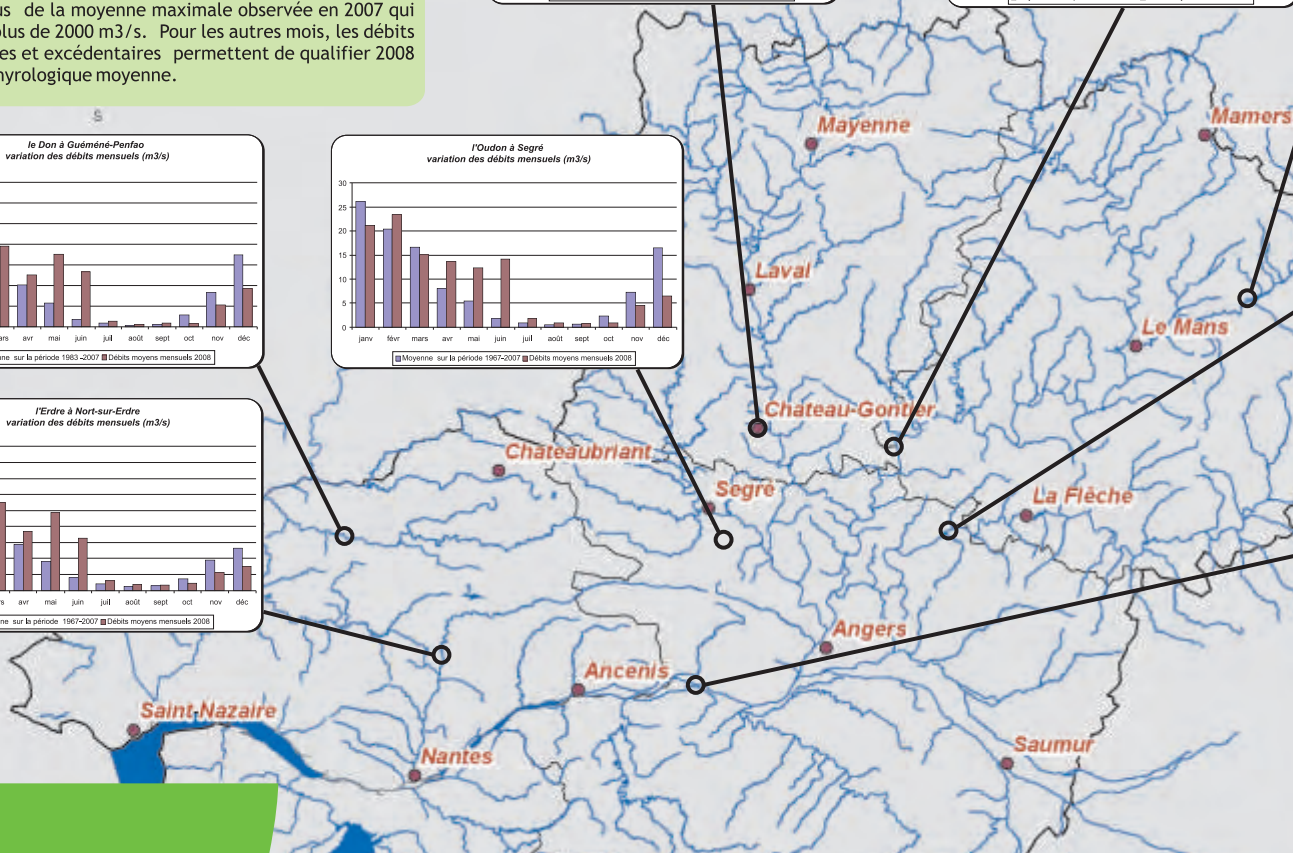 us de la moyenne maximale observée en 2007 qui
plus de 2000 m3/s. Pour les autres mois, les débits
es et excédentaires permettent de qualifier 2008
hyrologique moyenne.
le Don à Guéméné-Penfao
variation des débits mensuels (m3/s)
avr mai juin juil août sept oct nov déc
sur la période 1983-2007 Débits moyens mensuels 2008
l'Oudon à Segré
variation des débits mensuels (m3/s)
30
25
20
15
10
5
0
janv févr mars avr mai juin juil août sept oct nov déc
Moyenne sur la période 1967-2007 Débits moyens mensuels 2008
l'Erdre à Nort-sur-Erdre
variation des débits mensuels (m3/s)
avr mai juin juil août sept oct nov déc
sur la période 1967-2007 Débits moyens mensuels 2008
Mayenne
Mamers
Laval
Le Mans
Chateau-Gontier
Chateaubriant
Segré
La Flèche
Angers
Ancenis
Saint-Nazaire
Nantes
Saumur